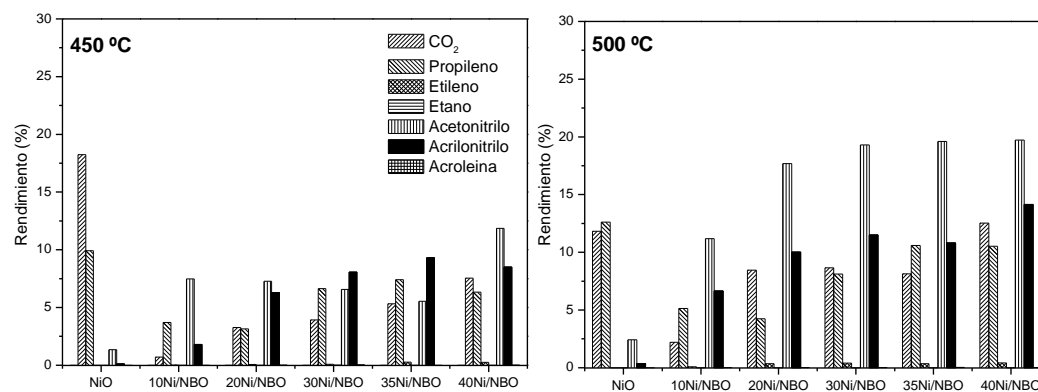 450 ºC
CO2
Propileno
Etileno
Etano
Acetonitrilo
Acrilonitrilo
Acroleina
Rendimiento (%)
30
25
20
15
10
5
0
NiO 10Ni/NBO 20Ni/NBO 30Ni/NBO 35Ni/NBO 40Ni/NBO
500 ºC
Rendimiento (%)
30
25
20
15
10
5
0
NiO 10Ni/NBO 20Ni/NBO 30Ni/NBO 35Ni/NBO 40Ni/NBO